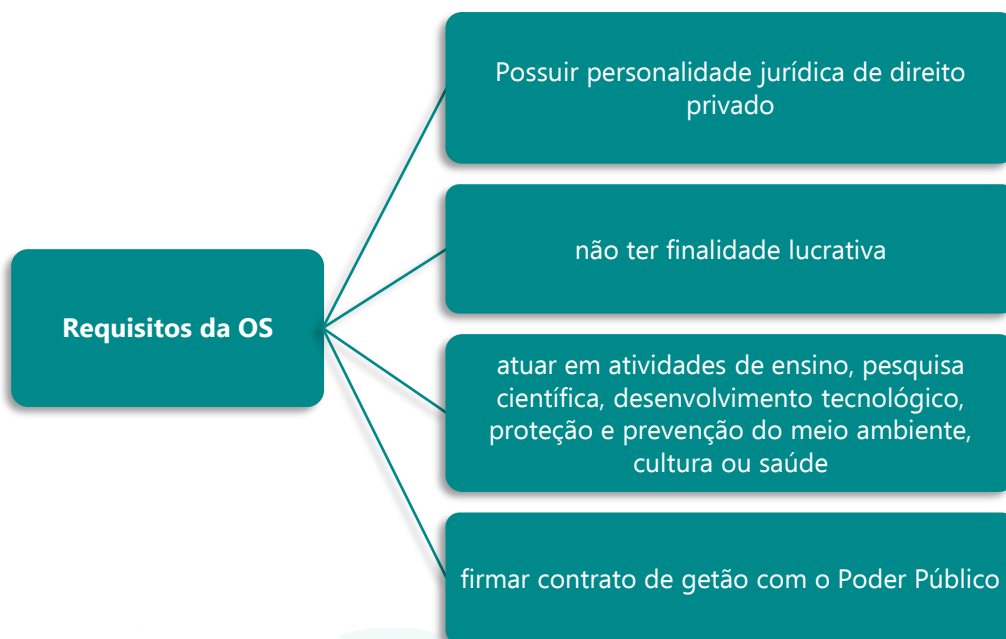 Possuir personalidade jurídica de direito
privado
não ter finalidade lucrativa
Requisitos da OS
atuar em atividades de ensino, pesquisa
científica, desenvolvimento tecnológico,
proteção e prevenção do meio ambiente,
cultura ou saúde
firmar contrato de getão com o Poder Público